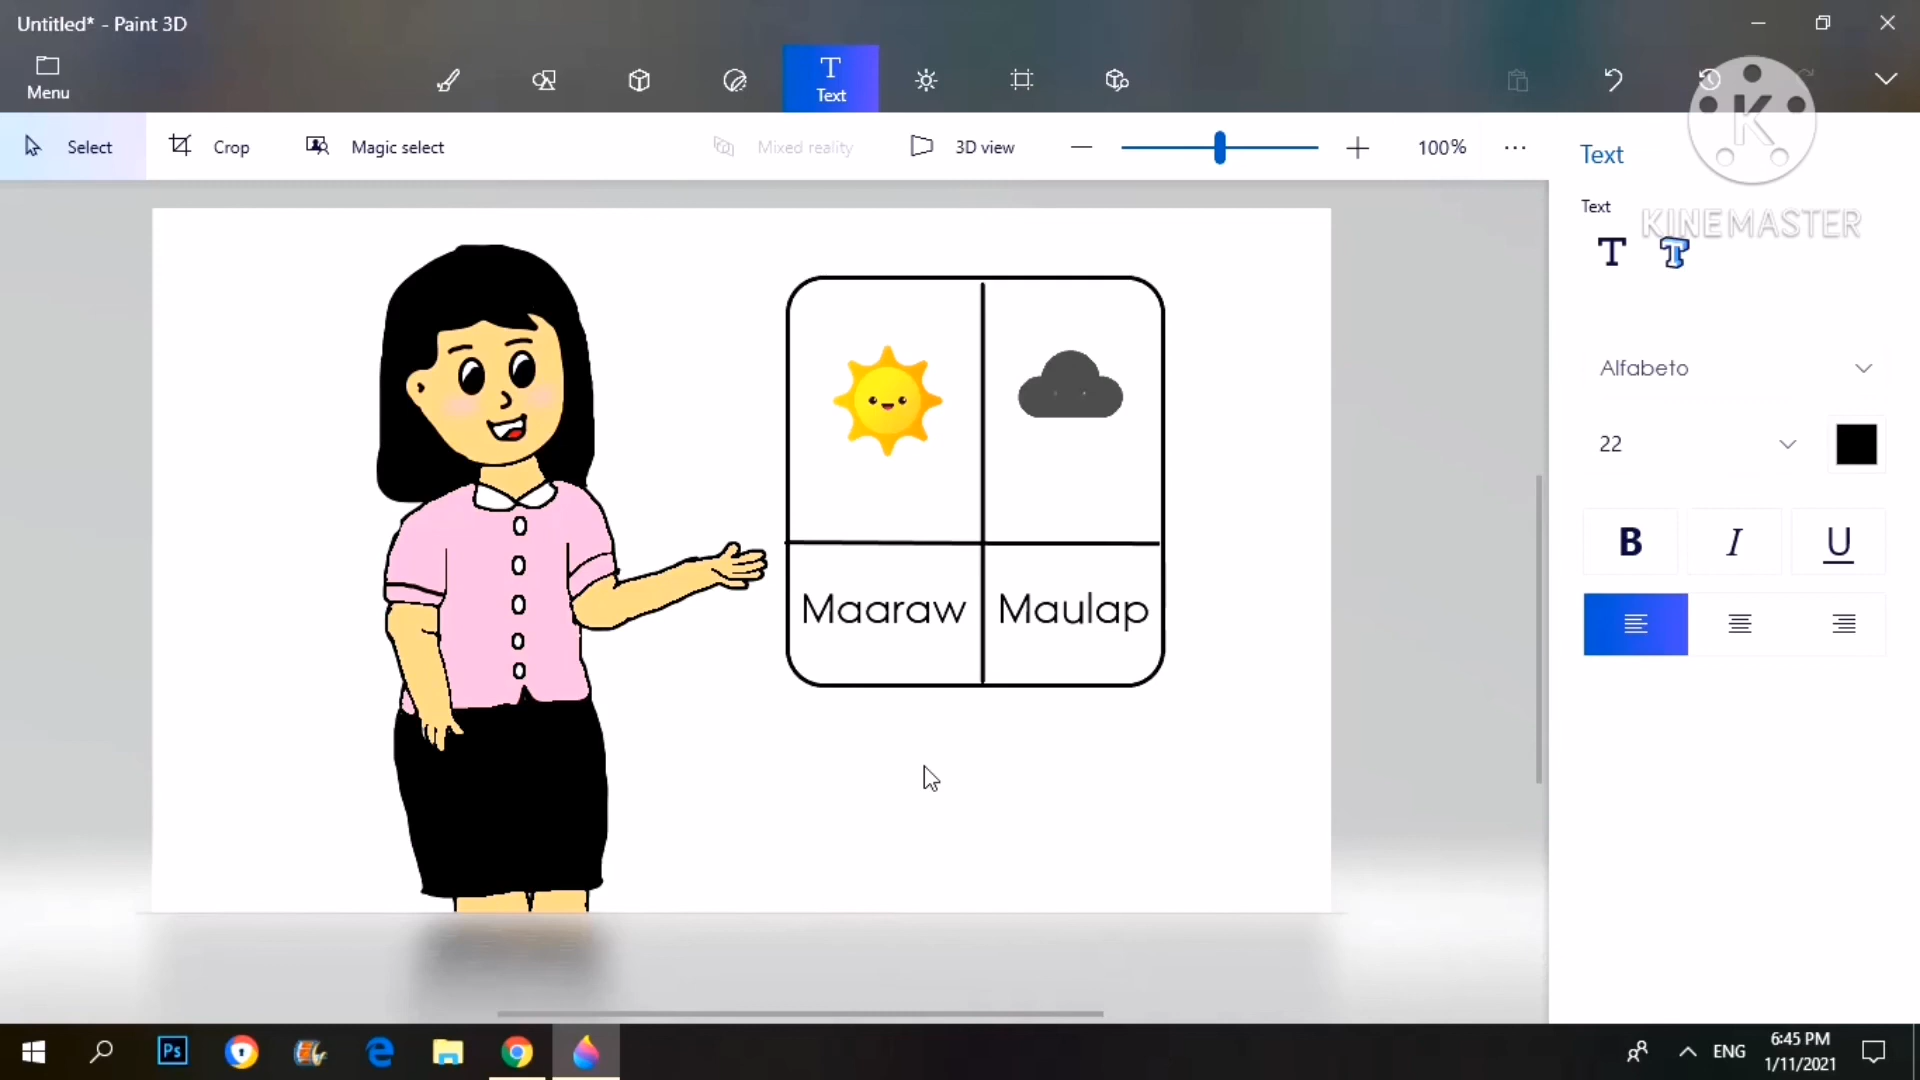 Untitled* - Paint 3D
Menu
Text
Select
Crop
Magic select
Mixed reality
3D view
100%
Text
Text
KINEMASTER
Alfabeto
22
B
I
U
Maaraw
Maulap
Ps
ENG
6:45 PM
1/11/2021